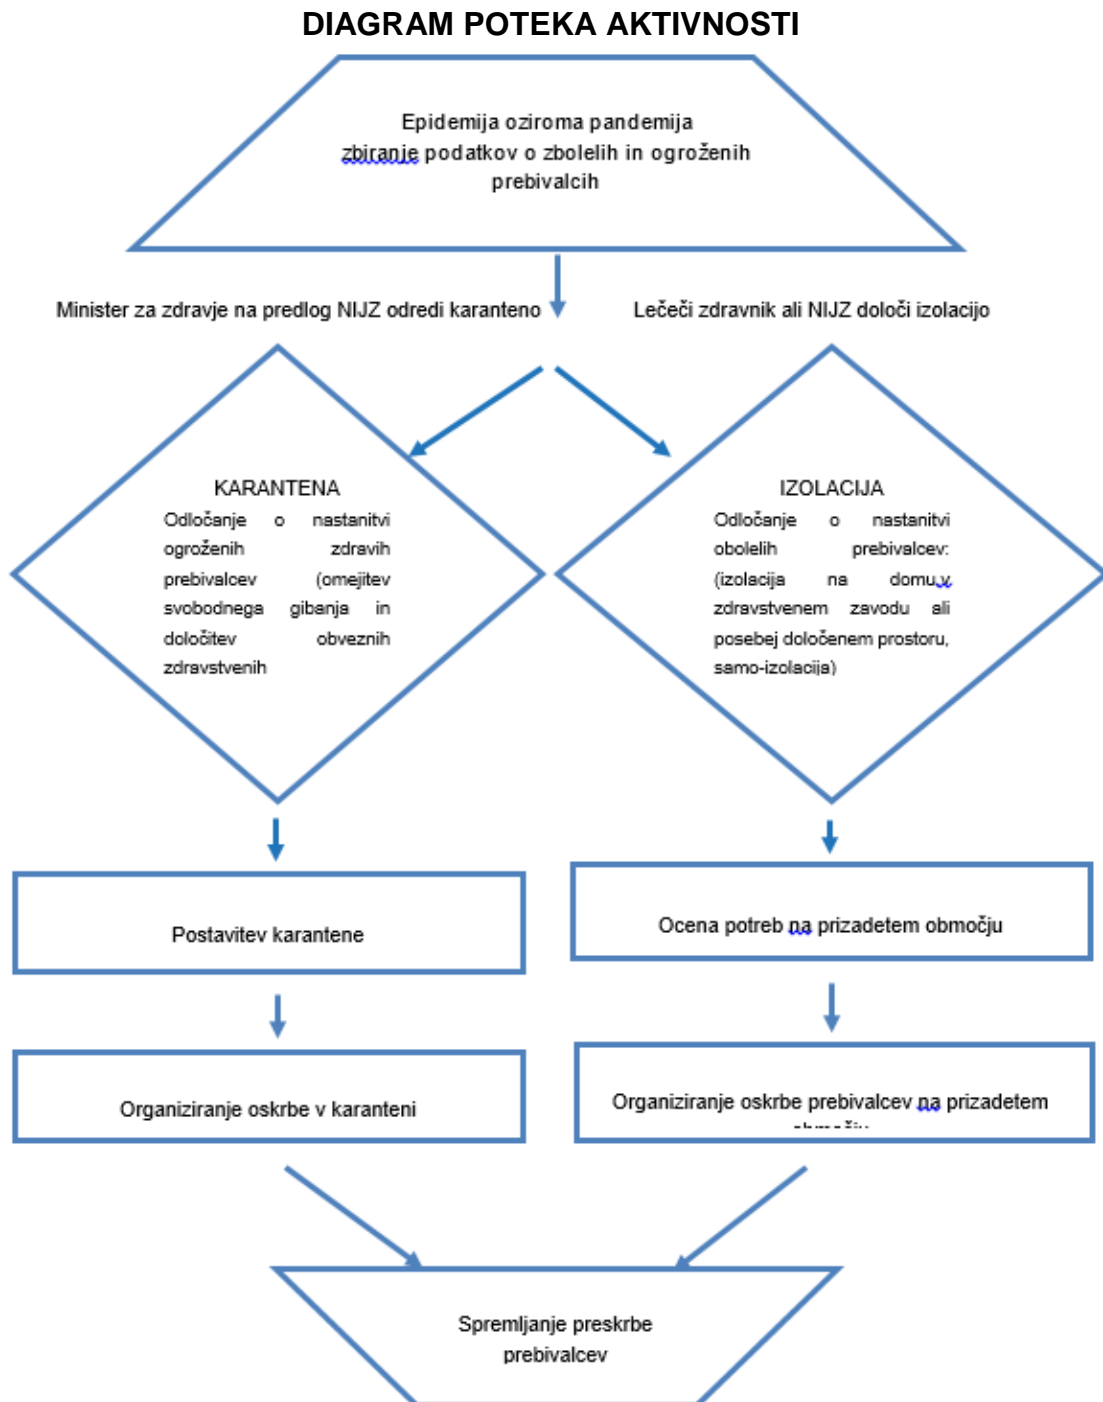 DIAGRAM POTEKA AKTIVNOSTI
Epidemija oziroma pandemija
zbiranje podatkov o zbolelih in ogroženih
prebivalcih
Minister za zdravje na predlog NIJZ odredi karanteno
Lečeči zdravnik ali NIJZ določi izolacijo
KARANTENA
Odločanje o nastanitvi
ogroženih zdravih
prebivalcev (omejitev
svobodnega gibanja in
določitev obveznih
zdravstvenih
IZOLACIJA
Odločanje o nastanitvi
obolelih prebivalcev:
(izolacija na domu,v
zdravstvenem zavodu ali
posebej določenem prostoru,
samo-izolacija)
Postavitev karantene
Ocena potreb na prizadetem območju
Organiziranje oskrbe v karanteni
Organiziranje oskrbe prebivalcev na prizadetem
Spremljanje preskrbe
prebivalcev